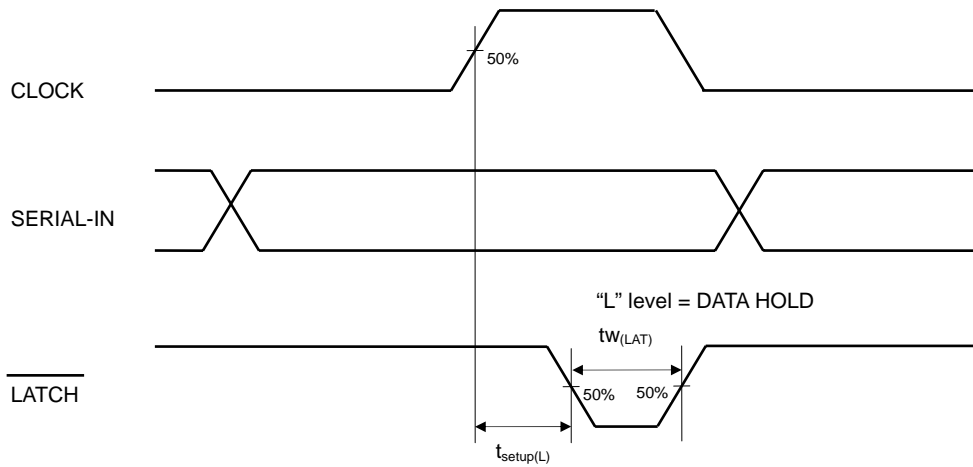 50%
CLOCK
SERIAL-IN
“L” level = DATA HOLD
tw(LAT)
LATCH
50%
50%
tsetup(L)